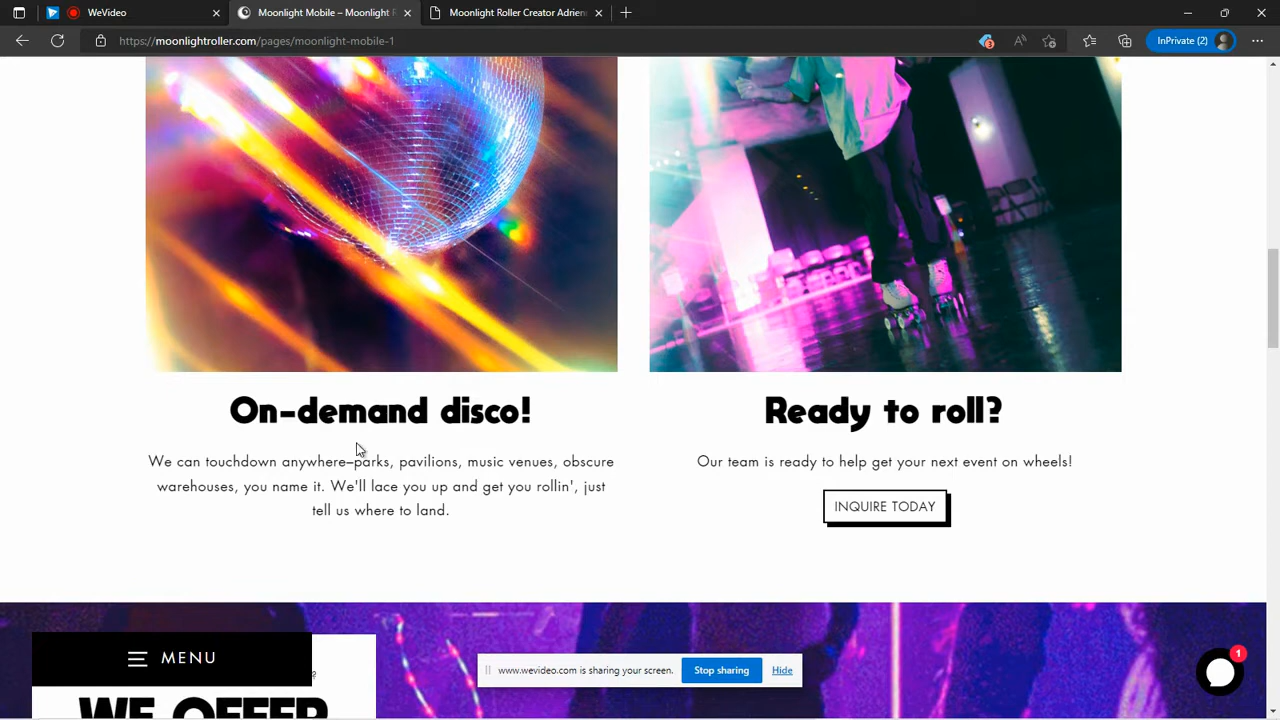 WeVideo
Moonlight Mobile – Moonlight R
Moonlight Roller Creator Adrien
https://moonlightroller.com/pages/moonlight-mobile-1
3
InPrivate (2)
On-demand disco!
We can touchdown anywhere–parks, pavilions, music venues, obscure
warehouses, you name it. We'll lace you up and get you rollin', just
tell us where to land.
Ready to roll?
Our team is ready to help get your next event on wheels!
INQUIRE TODAY
MENU
?
WE OFFER
www.wevideo.com is sharing your screen.
Stop sharing
Hide
1